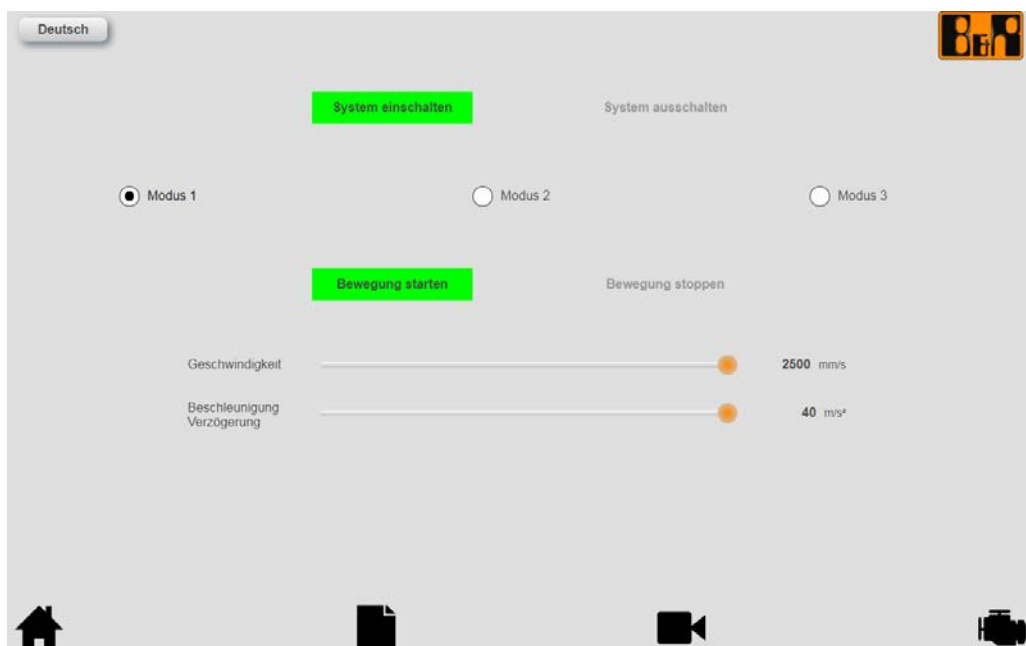 Deutsch
B&R
System einschalten
System ausschalten
Modus 1
Modus 2
Modus 3
Bewegung starten
Bewegung stoppen
Geschwindigkeit
2500 mm/s
Beschleunigung
Verzögerung
40 m/s²